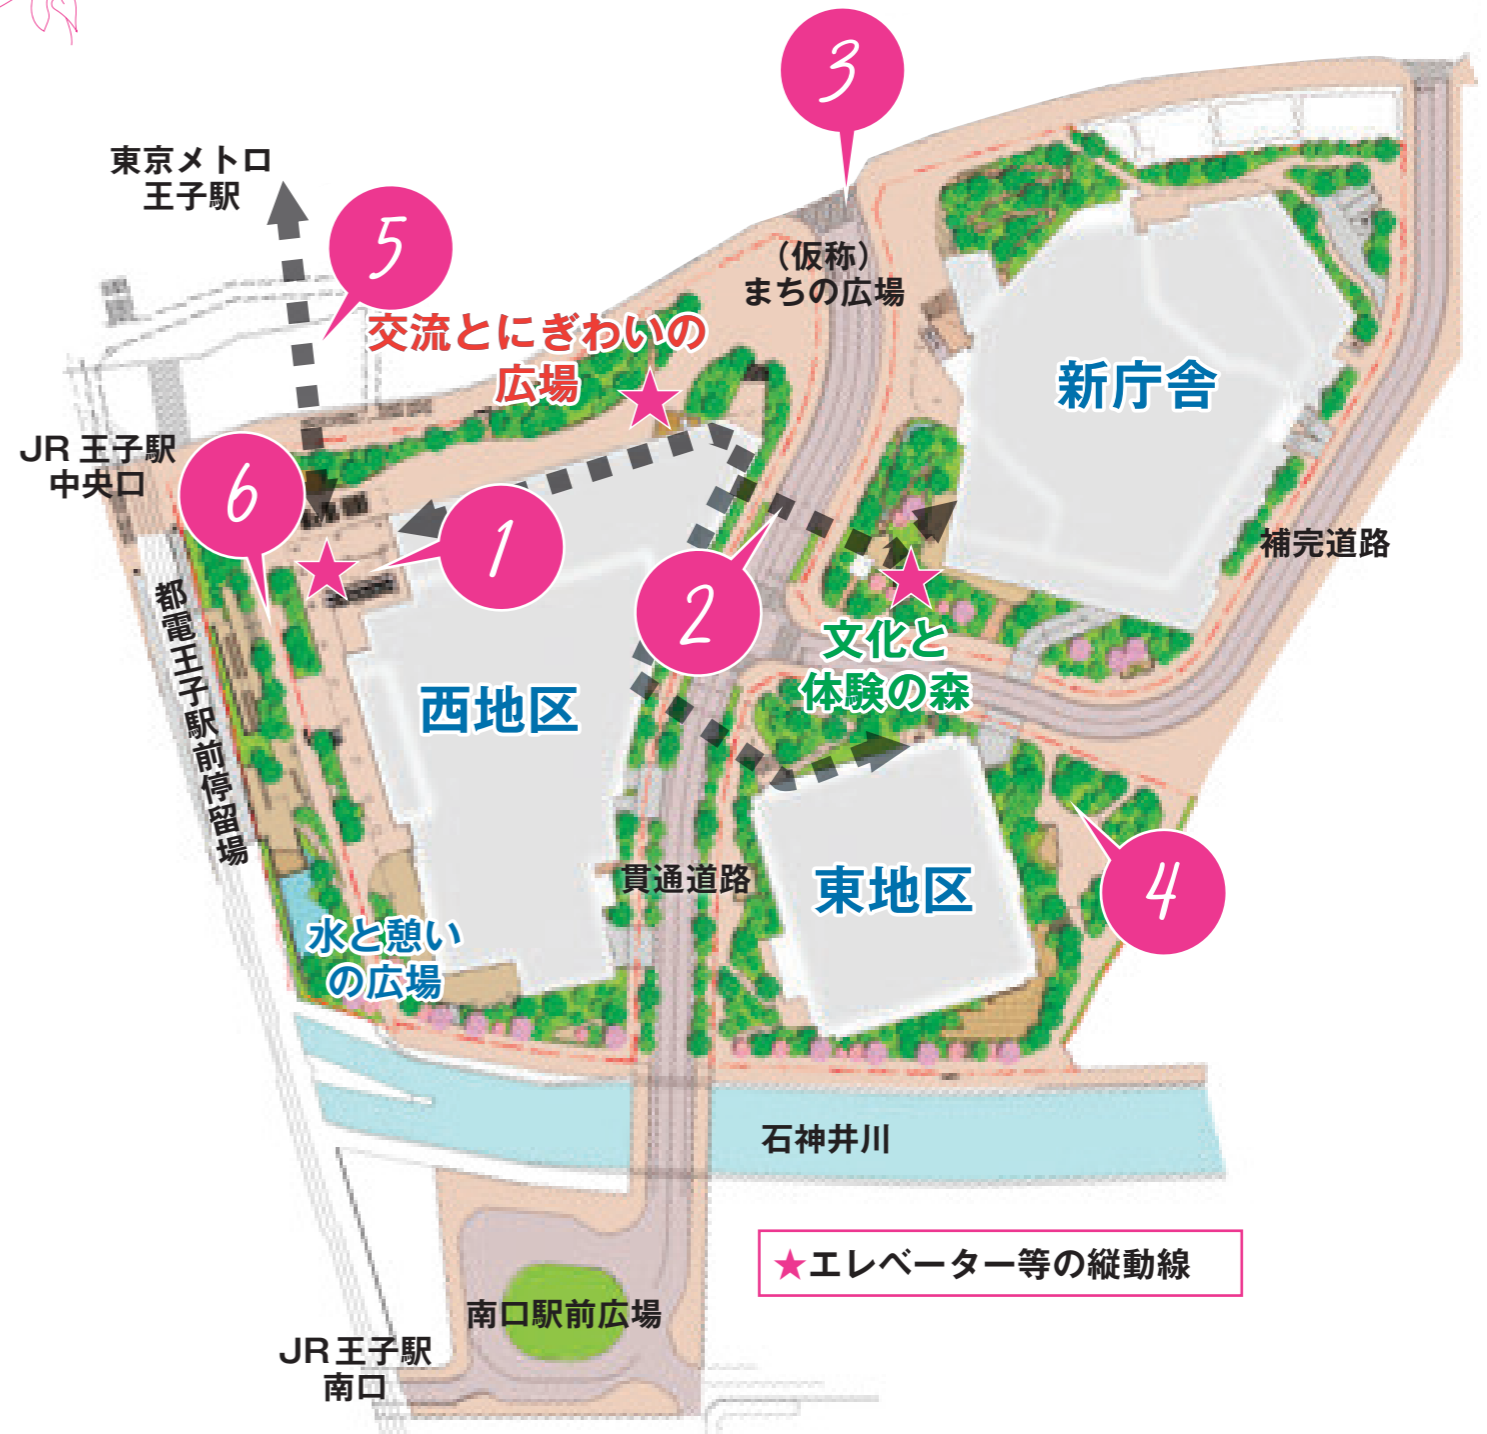 3
東京メトロ
王子駅
5
（仮称）
まちの広場
交流とにぎわいの
広場
新庁舎
JR 王子駅
中央口
6
1
補完道路
2
都電王子駅前停留場
文化と
体験の森
西地区
貫通道路
東地区
4
水と憩い
の広場
石神井川
★エレベーター等の縦動線
南口駅前広場
JR 王子駅
南口